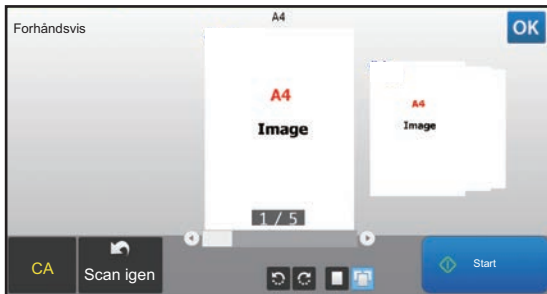 A4
Forhåndsvis
OK
A4
Image
A4
Image
1 / 5
CA
Scan igen
Start